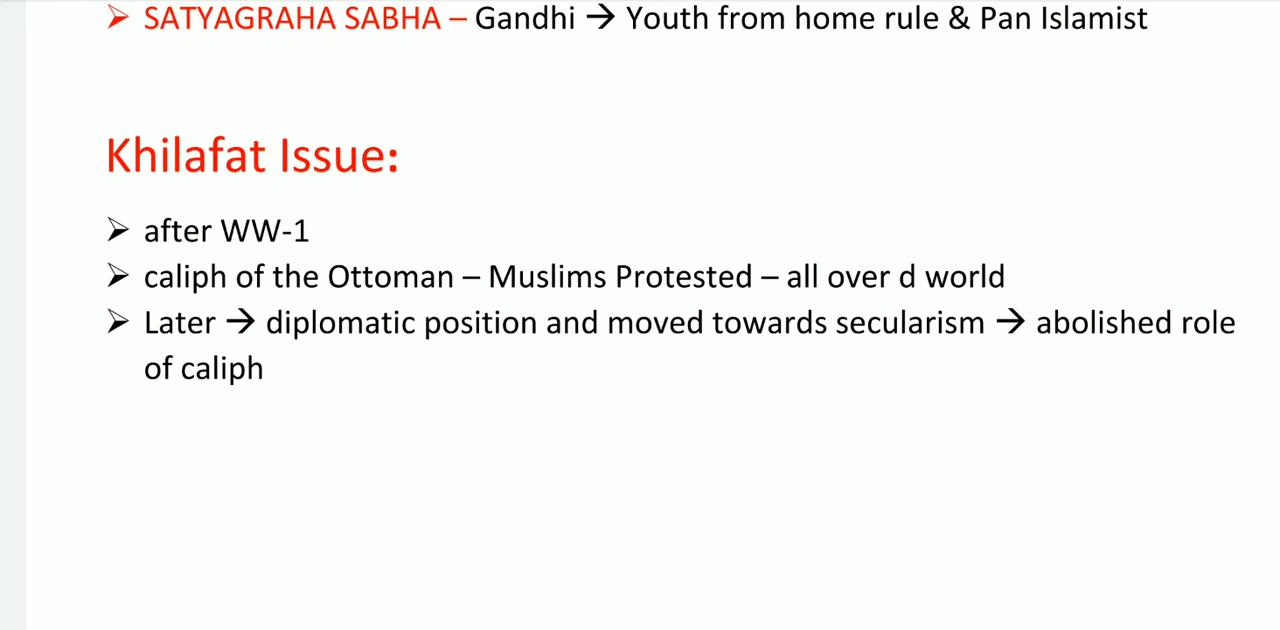 ➢ SATYAGRAHA SABHA – Gandhi → Youth from home rule & Pan Islamist
Khilafat Issue:
➢ after WW-1
➢ caliph of the Ottoman – Muslims Protested – all over d world
➢ Later → diplomatic position and moved towards secularism → abolished role
of caliph